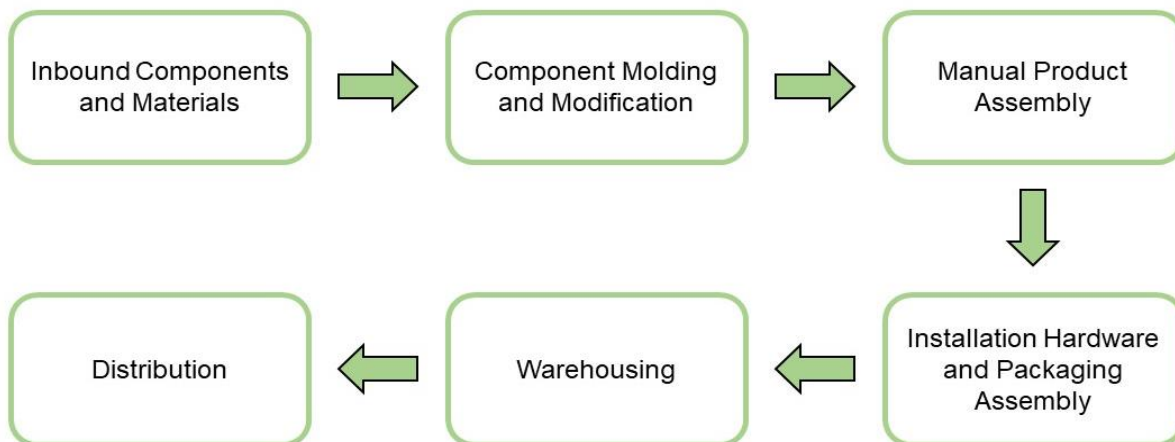 Inbound Components
and Materials
Component Molding
and Modification
Manual Product
Assembly
Installation Hardware
and Packaging
Assembly
Warehousing
Distribution